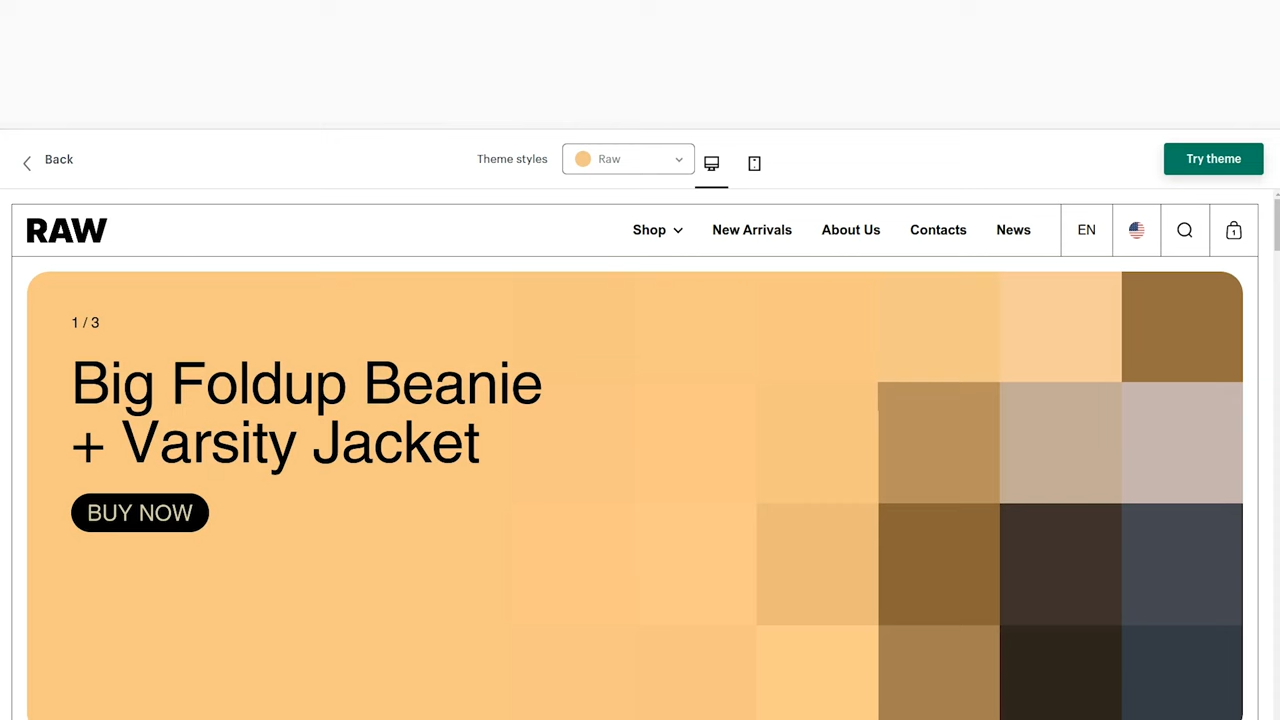 Back
Theme styles
Raw
Try theme
RAW
Shop
New Arrivals
About Us
Contacts
News
EN
1
1 / 3
Big Foldup Beanie
+ Varsity Jacket
BUY NOW